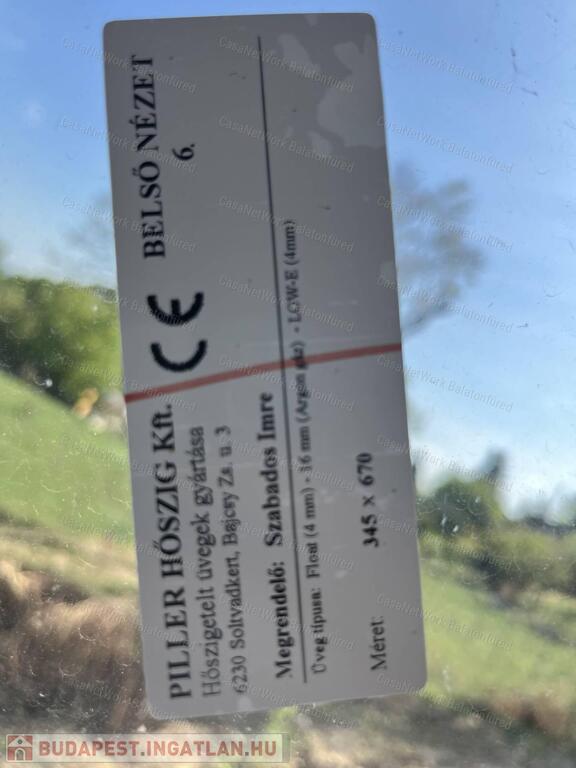 PILLER HŐSZIG Kft. CE BELSŐ NÉZET
Hőszigetelt üvegek gyártása 6.
6230 Soltvadkert, Bajcsy Zs. u. 3
Megrendelő: Szabados Imre
Üveg típusa: Float (4 mm) - 16 mm (Argon gáz) - LOW-E (4mm)
Méret: 345 x 670
CasaNetWork Balatonfüred
BUDAPEST.INGATLAN.HU